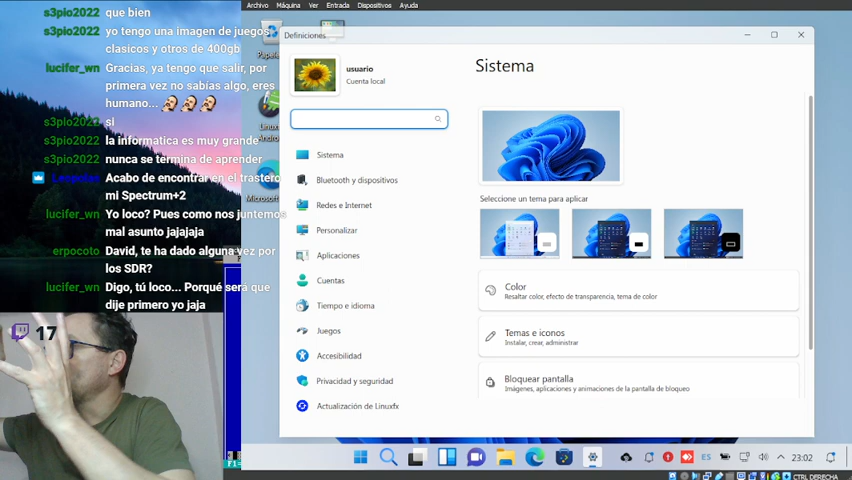 Archivo Máquina Ver Entrada Dispositivos Ayuda
s3pio2022 que bien
s3pio2022 yo tengo una imagen de juegos
clasicos y otros de 400gb
lucifer_wn Gracias, ya tengo que salir, por
primera vez no sabías algo, eres
humano...
s3pio2022 si
s3pio2022 la informatica es muy grande
s3pio2022 nunca se termina de aprender
Acabo de encontrar en el trastero
mi Spectrum+2
lucifer_wn Yo loco? Pues como nos juntemos
mal asunto jajajaja
erpocoto David, te ha dado alguna vez por
los SDR?
lucifer_wn Digo, tú loco... Porqué será que
dije primero yo jaja
17
F1=
Linux
Microsof
Definiciones
usuario
Cuenta local
Sistema
Bluetooth y dispositivos
Redes e Internet
Personalizar
Aplicaciones
Cuentas
Tiempo e idioma
Juegos
Accesibilidad
Privacidad y seguridad
Actualización de Linuxfx
Sistema
Seleccione un tema para aplicar
Color
Resaltar color, efecto de transparencia, tema de color
Temas e iconos
Instalar, crear, administrar
Bloquear pantalla
Imágenes, aplicaciones y animaciones de la pantalla de bloqueo
ES
23:02
CTRL DERECHA